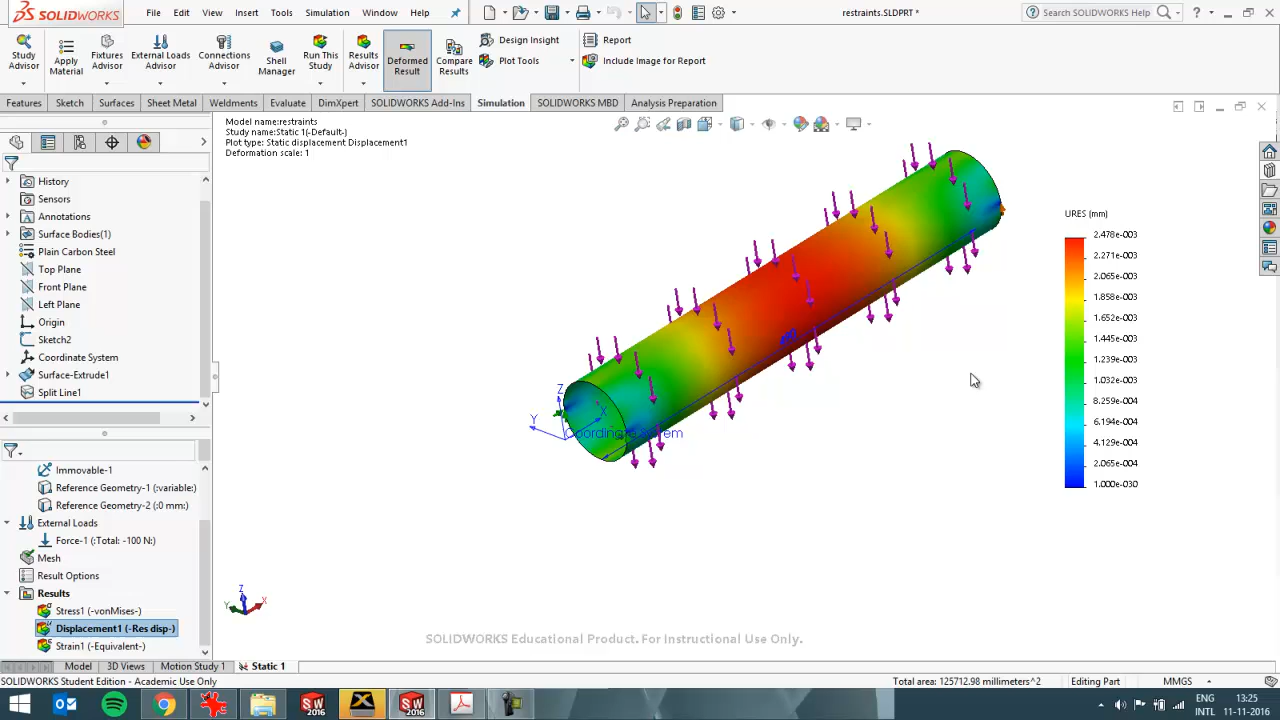 SOLIDWORKS File Edit View Insert Tools Simulation Window Help restraints.SLDPRT * Search SOLIDWORKS Help
Study Advisor
Apply Material
Fixtures Advisor
External Loads Advisor
Connections Advisor
Shell Manager
Run This Study
Results Advisor
Deformed Result
Compare Results
Design Insight
Plot Tools
Report
Include Image for Report
Features Sketch Surfaces Sheet Metal Weldments Evaluate DimXpert SOLIDWORKS Add-Ins Simulation SOLIDWORKS MBD Analysis Preparation
Model name:restraints
Study name:Static 1(-Default-)
Plot type: Static displacement Displacement1
Deformation scale: 1
History
Sensors
Annotations
Surface Bodies(1)
Plain Carbon Steel
Top Plane
Front Plane
Left Plane
Origin
Sketch2
Coordinate System
Surface-Extrude1
Split Line1
Immovable-1
Reference Geometry-1 (:variable:)
Reference Geometry-2 (:0 mm:)
External Loads
Force-1 (:Total: -100 N:)
Mesh
Result Options
Results
Stress1 (-vonMises-)
Displacement1 (-Res disp-)
Strain1 (-Equivalent-)
Z
X
Y
Coordinate System
URES (mm)
2.478e-003
2.271e-003
2.065e-003
1.858e-003
1.652e-003
1.445e-003
1.239e-003
1.032e-003
8.259e-004
6.194e-004
4.129e-004
2.065e-004
1.000e-030
Z
Y
X
SOLIDWORKS Educational Product. For Instructional Use Only.
Model 3D Views Motion Study 1 Static 1
SOLIDWORKS Student Edition - Academic Use Only Total area: 125712.98 millimeters^2 Editing Part MMGS
SW 2016
SW 2016
ENG 13:25
INTL 11-11-2016